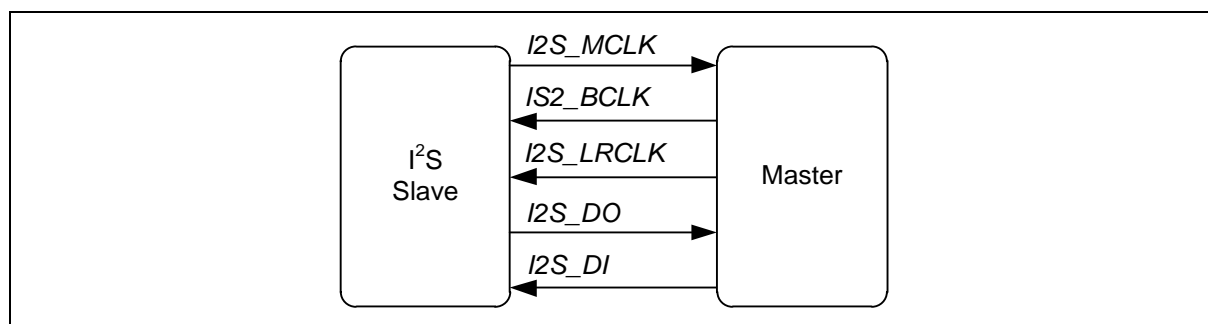 I2S_MCLK
IS2_BCLK
I2S_LRCLK
I2S_DO
I2S_DI
I²S
Slave
Master